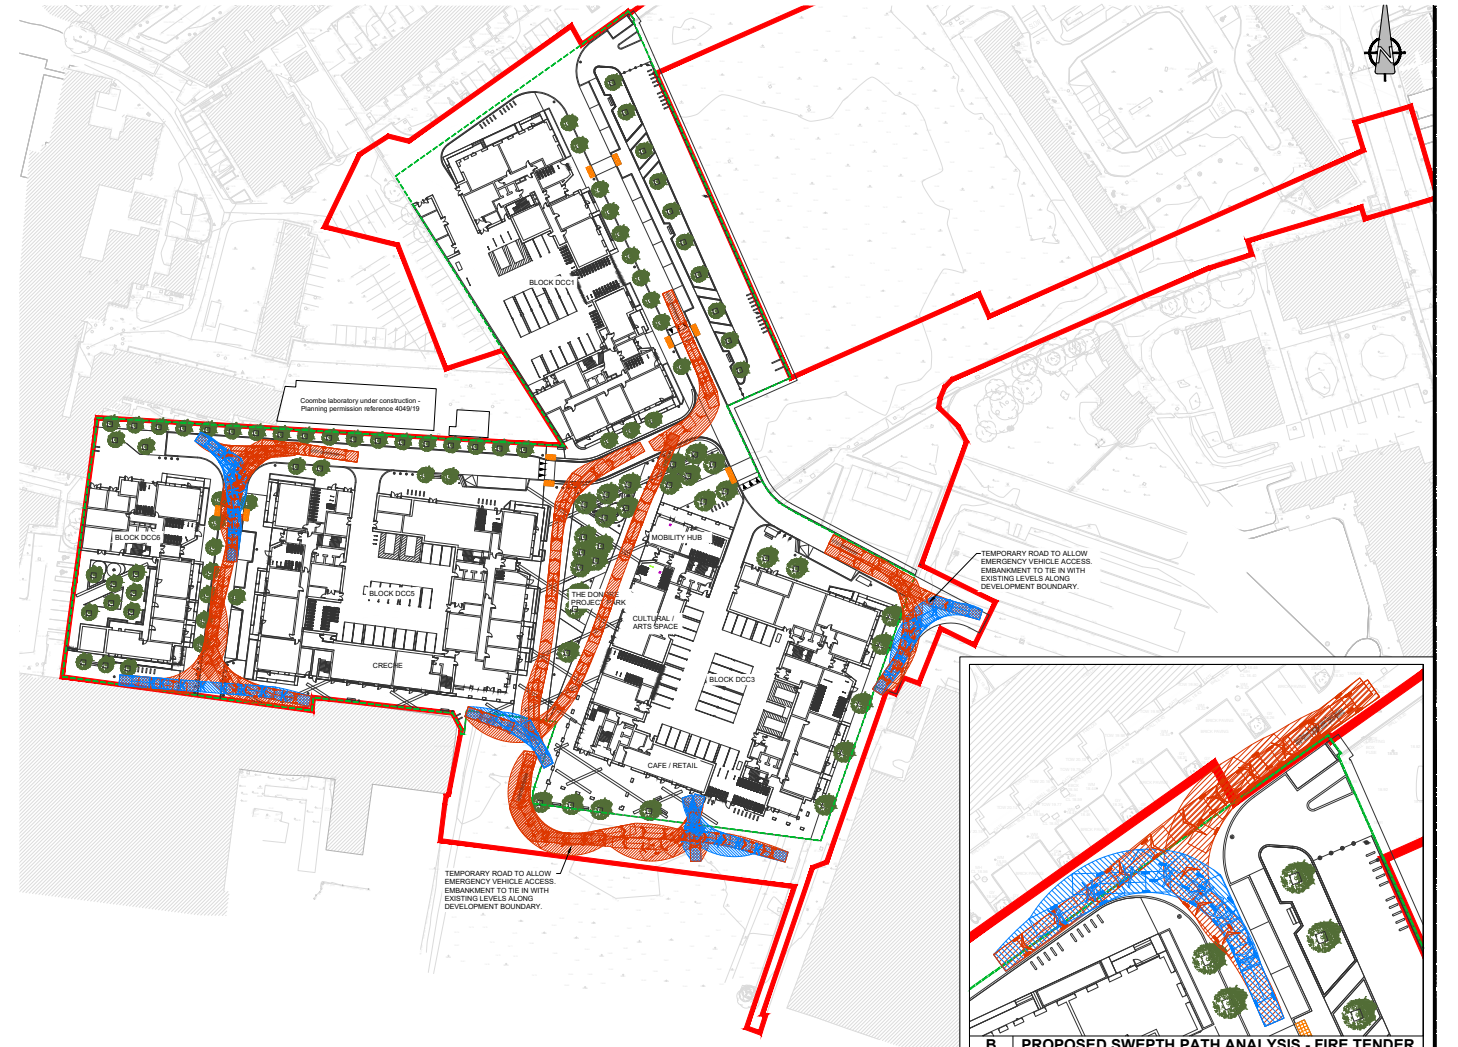 N
BLOCK DCC1
Coombe laboratory under construction -
Planning permission reference 4049/19
BLOCK DCC6
BLOCK DCC5
MOBILITY HUB
TEMPORARY ROAD TO ALLOW
EMERGENCY VEHICLE ACCESS.
EMBANKMENT TO TIE IN WITH
EXISTING LEVELS ALONG
DEVELOPMENT BOUNDARY.
THE DONORE
PROJECT PARK
CULTURAL /
ARTS SPACE
CRECHE
BLOCK DCC3
CAFE / RETAIL
TEMPORARY ROAD TO ALLOW
EMERGENCY VEHICLE ACCESS.
EMBANKMENT TO TIE IN WITH
EXISTING LEVELS ALONG
DEVELOPMENT BOUNDARY.
B PROPOSED SWEPTH PATH ANALYSIS - FIRE TENDER